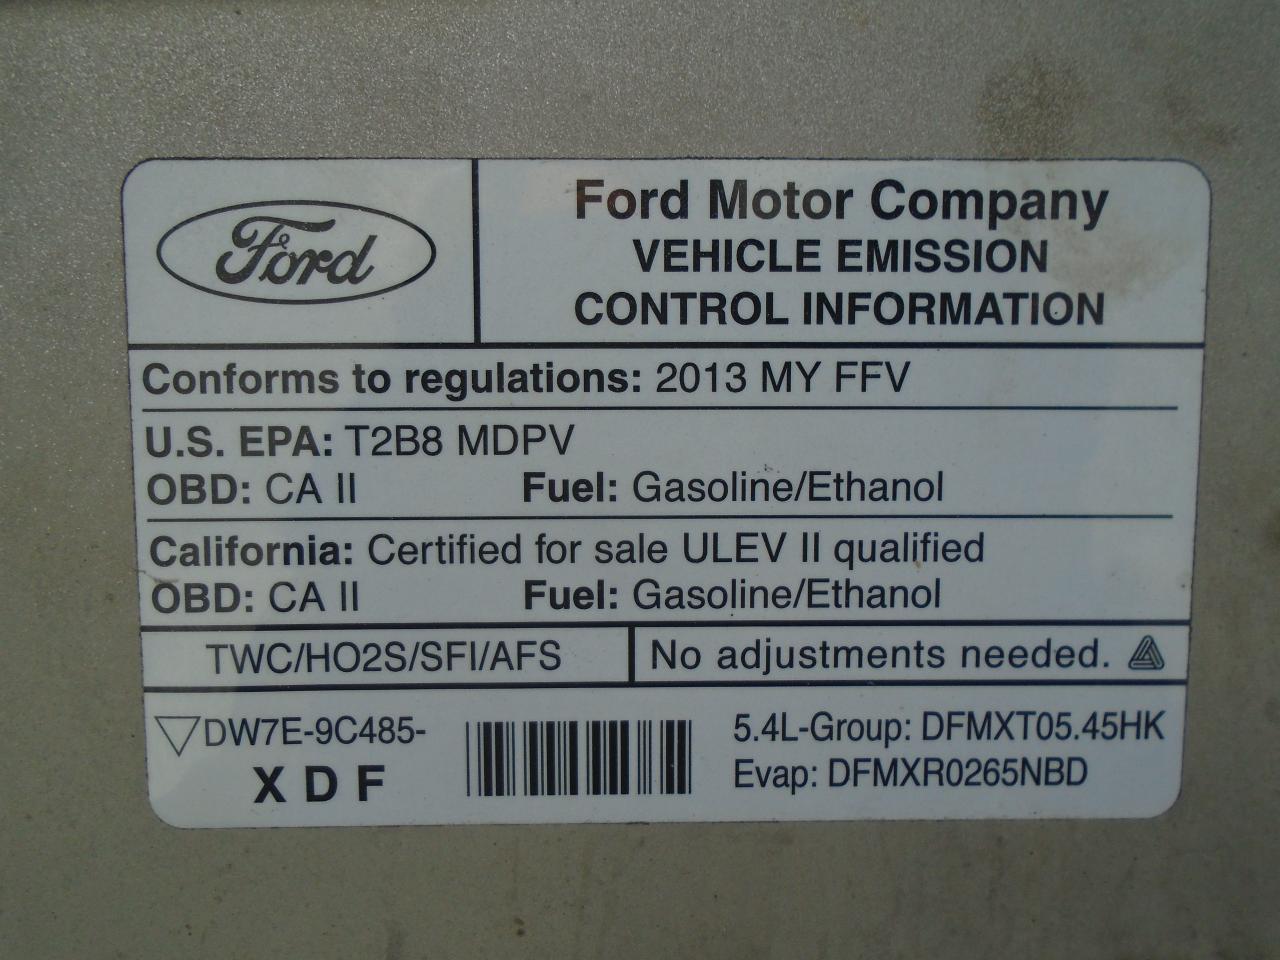 Ford
Ford Motor Company
VEHICLE EMISSION
CONTROL INFORMATION
Conforms to regulations: 2013 MY FFV
U.S. EPA: T2B8 MDPV
OBD: CA II Fuel: Gasoline/Ethanol
California: Certified for sale ULEV II qualified
OBD: CA II Fuel: Gasoline/Ethanol
TWC/HO2S/SFI/AFS
No adjustments needed.
DW7E-9C485-
XDF
5.4L-Group: DFMXT05.45HK
Evap: DFMXR0265NBD